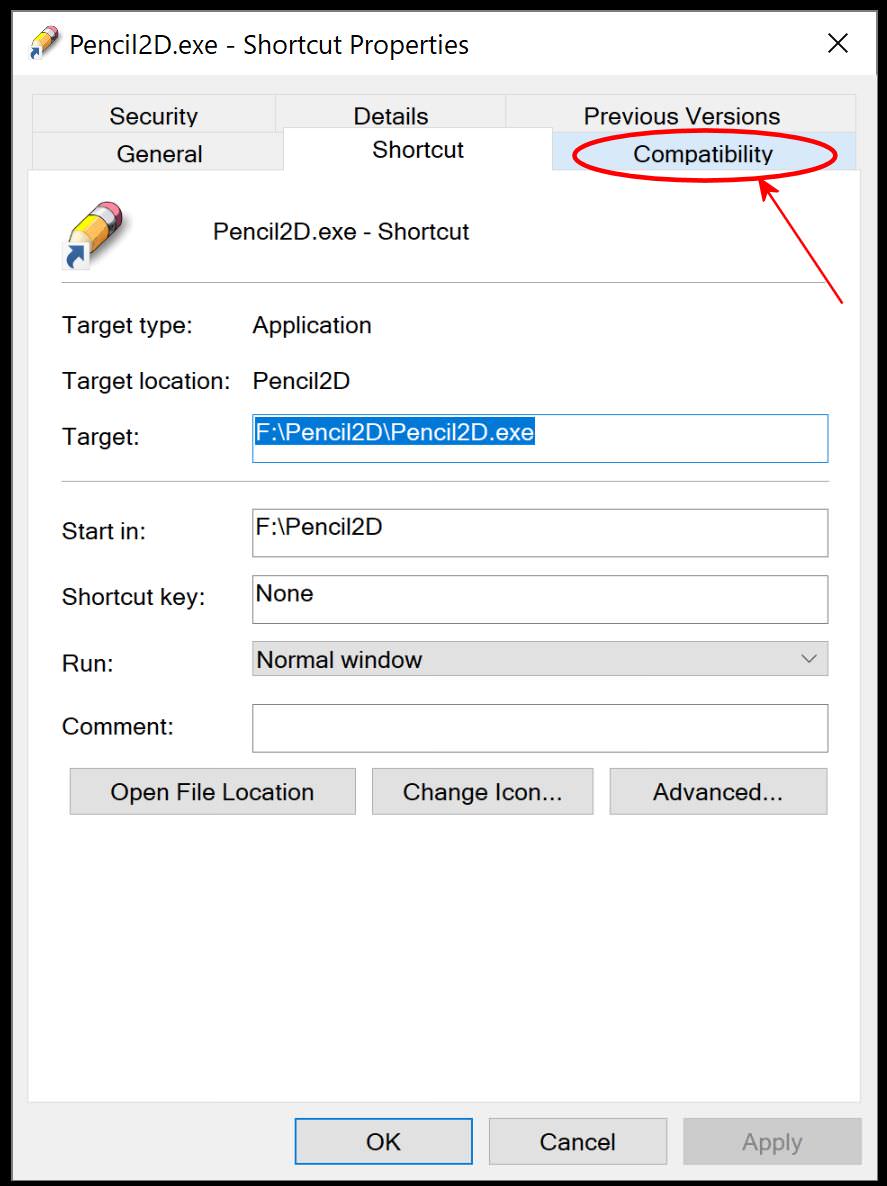 Pencil2D.exe - Shortcut Properties
Security Details Previous Versions
General Shortcut Compatibility
Pencil2D.exe - Shortcut
Target type: Application
Target location: Pencil2D
Target: F:\Pencil2D\Pencil2D.exe
Start in: F:\Pencil2D
Shortcut key: None
Run: Normal window
Comment:
Open File Location Change Icon... Advanced...
OK Cancel Apply